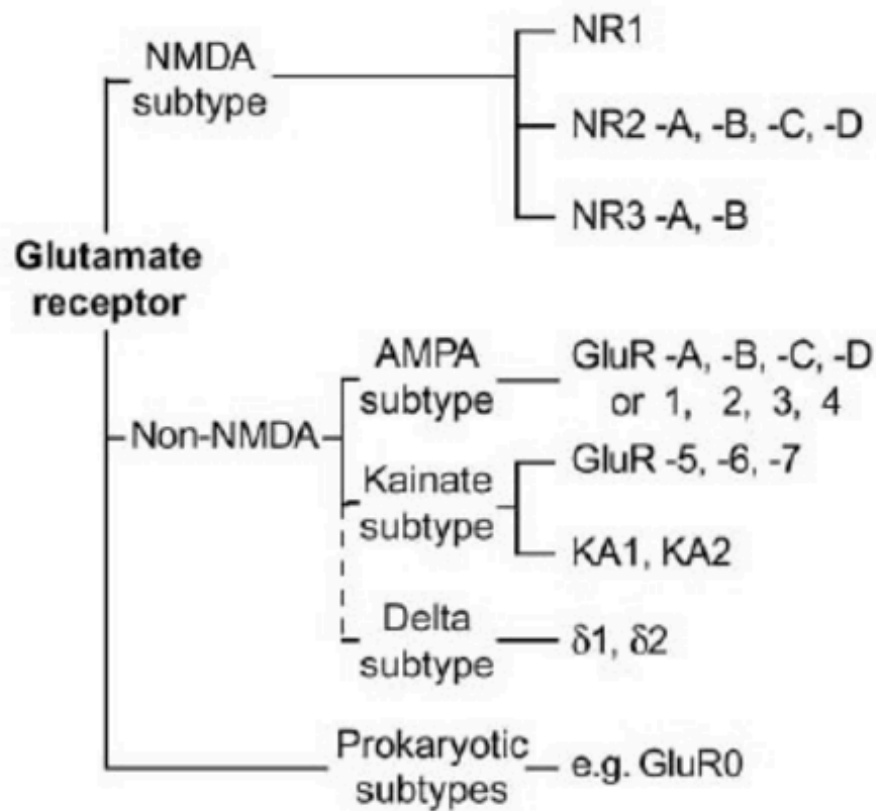 NMDA
subtype
NR1
NR2 -A, -B, -C, -D
NR3 -A, -B
Glutamate
receptor
Non-NMDA
AMPA
subtype
GluR -A, -B, -C, -D
or 1, 2, 3, 4
Kainate
subtype
GluR -5, -6, -7
KA1, KA2
Delta
subtype
δ1, δ2
Prokaryotic
subtypes
e.g. GluR0